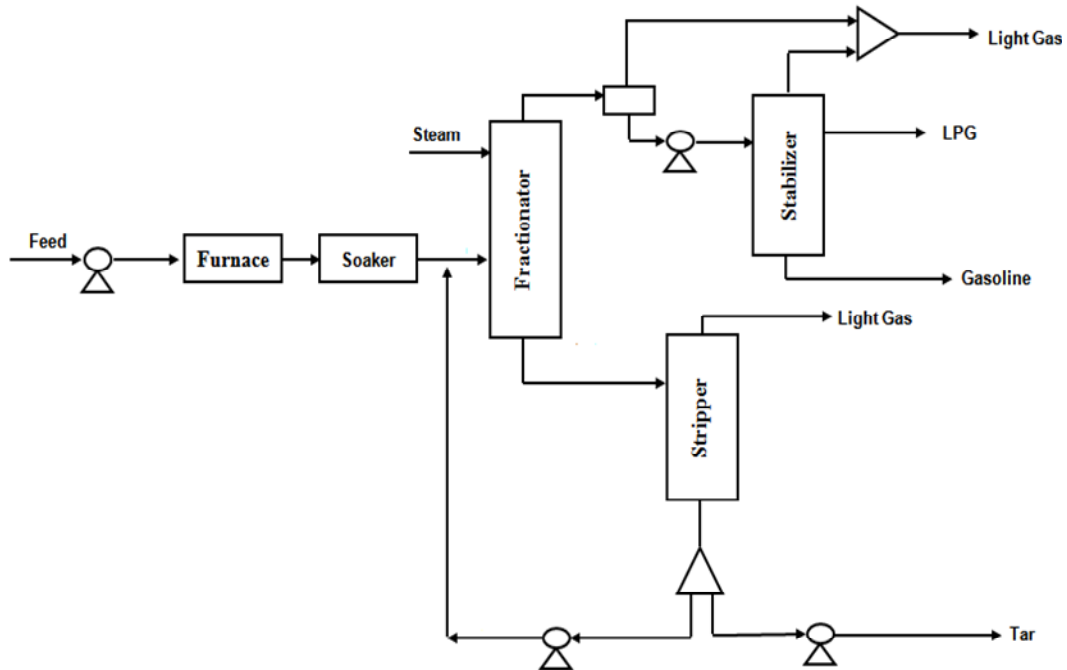 Light Gas
Steam
LPG
Stabilizer
Fractionator
Feed
Furnace
Soaker
Gasoline
Light Gas
Stripper
Tar